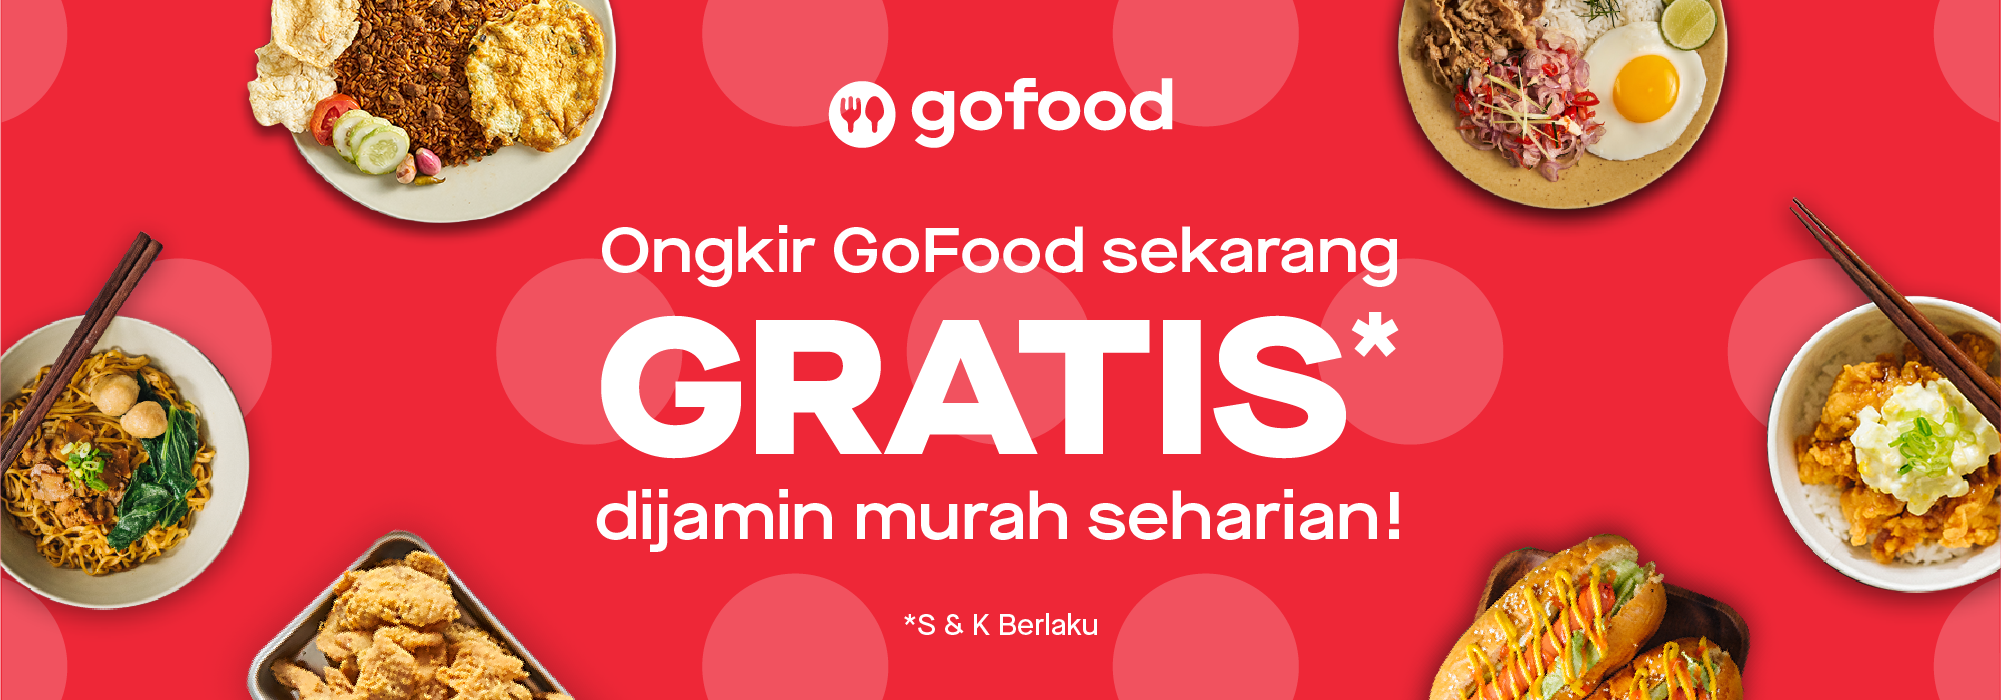 gofood
Ongkir GoFood sekarang
GRATIS*
dijamin murah seharian!
*S & K Berlaku